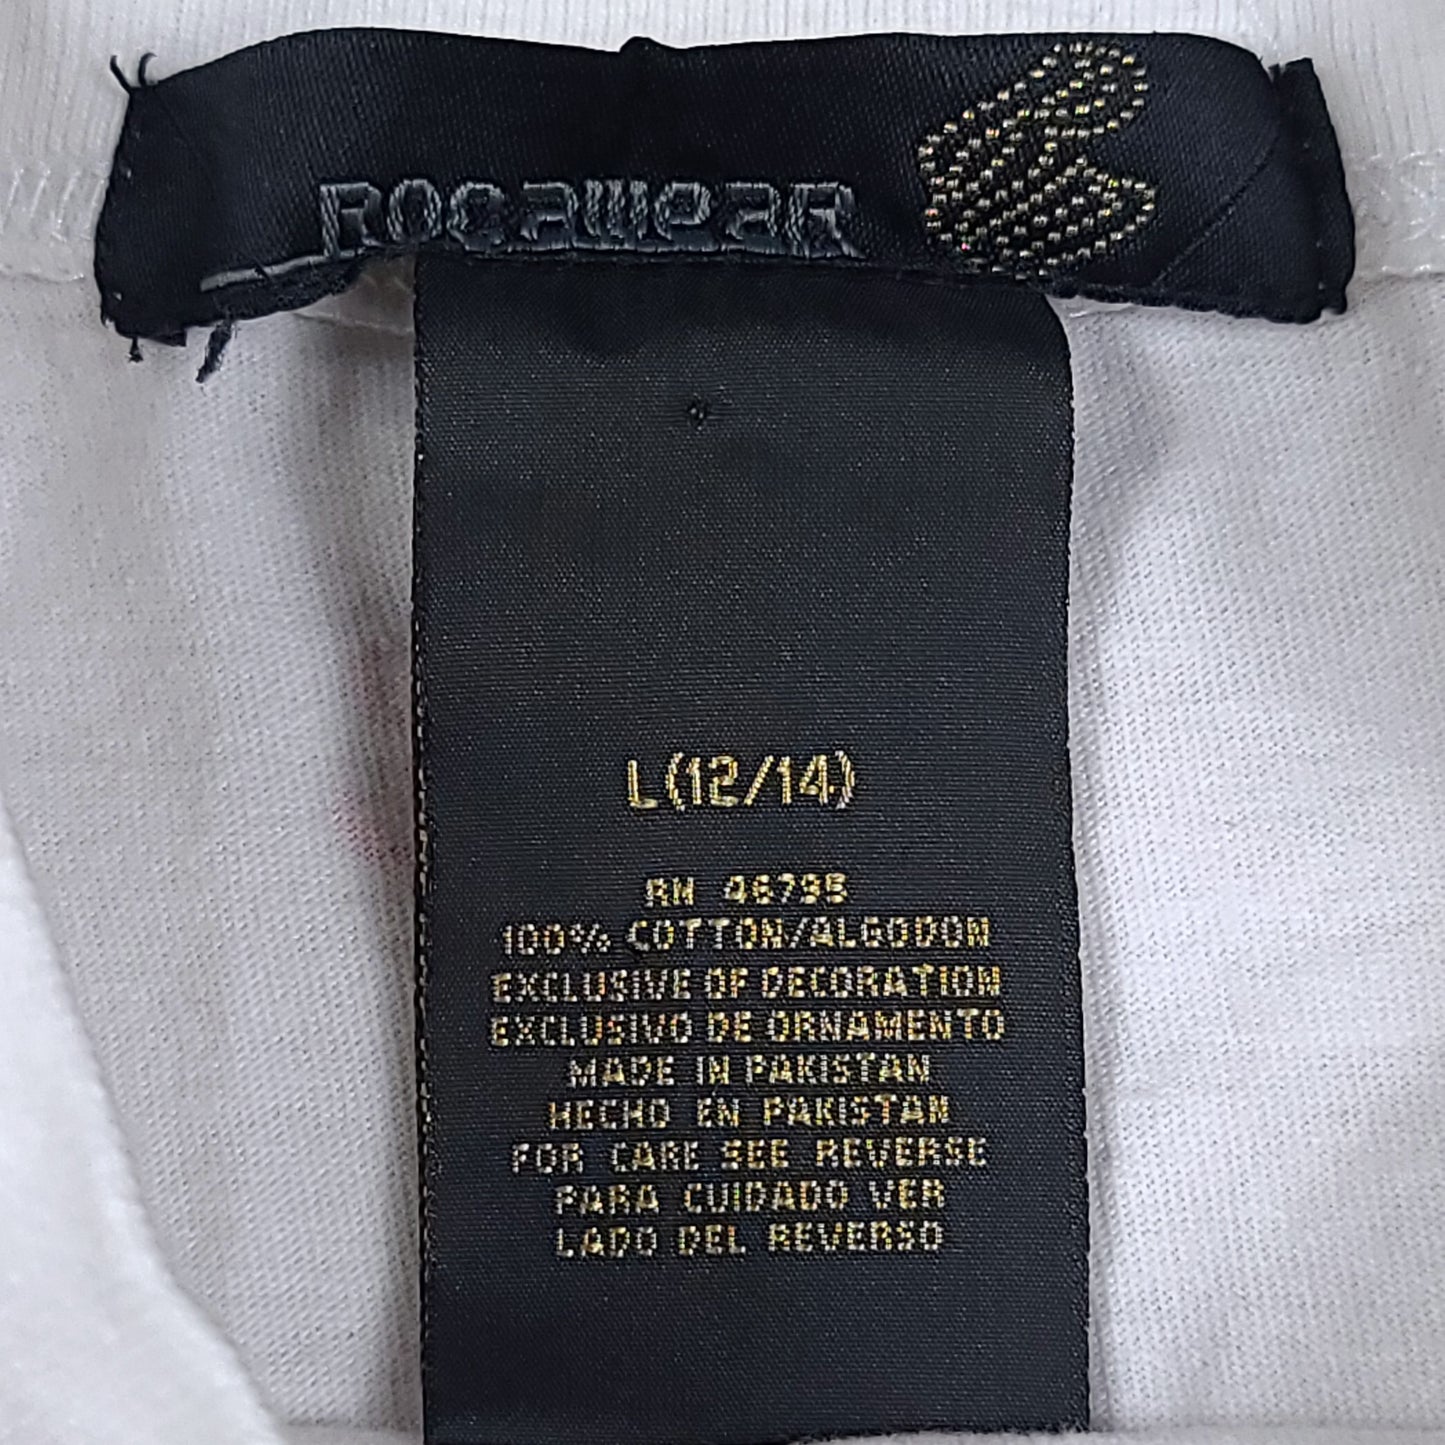 Rocawear
L(12/14)
RN 46735
100% COTTON/ALGODON
EXCLUSIVE OF DECORATION
EXCLUSIVO DE ORNAMENTO
MADE IN PAKISTAN
HECHO EN PAKISTAN
FOR CARE SEE REVERSE
PARA CUIDADO VER
LADO DEL REVERSO